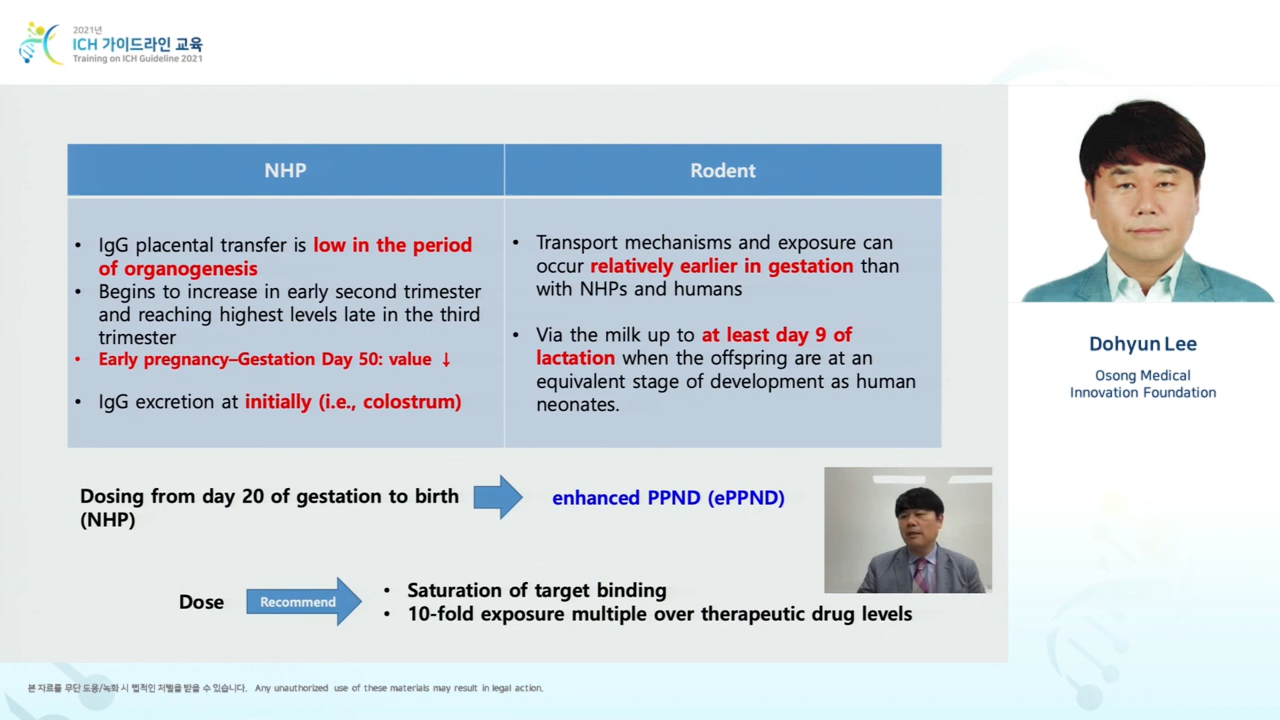 2021년
ICH 가이드라인 교육
Training on ICH Guideline 2021
NHP
Rodent
• IgG placental transfer is low in the period
of organogenesis
• Begins to increase in early second trimester
and reaching highest levels late in the third
trimester
• Early pregnancy–Gestation Day 50: value ↓
• IgG excretion at initially (i.e., colostrum)
• Transport mechanisms and exposure can
occur relatively earlier in gestation than
with NHPs and humans
• Via the milk up to at least day 9 of
lactation when the offspring are at an
equivalent stage of development as human
neonates.
Dosing from day 20 of gestation to birth
(NHP)
enhanced PPND (ePPND)
Dose
Recommend
• Saturation of target binding
• 10-fold exposure multiple over therapeutic drug levels
Dohyun Lee
Osong Medical
Innovation Foundation
본 자료를 무단 도용/녹화 시 법적인 처벌을 받을 수 있습니다. Any unauthorized use of these materials may result in legal action.